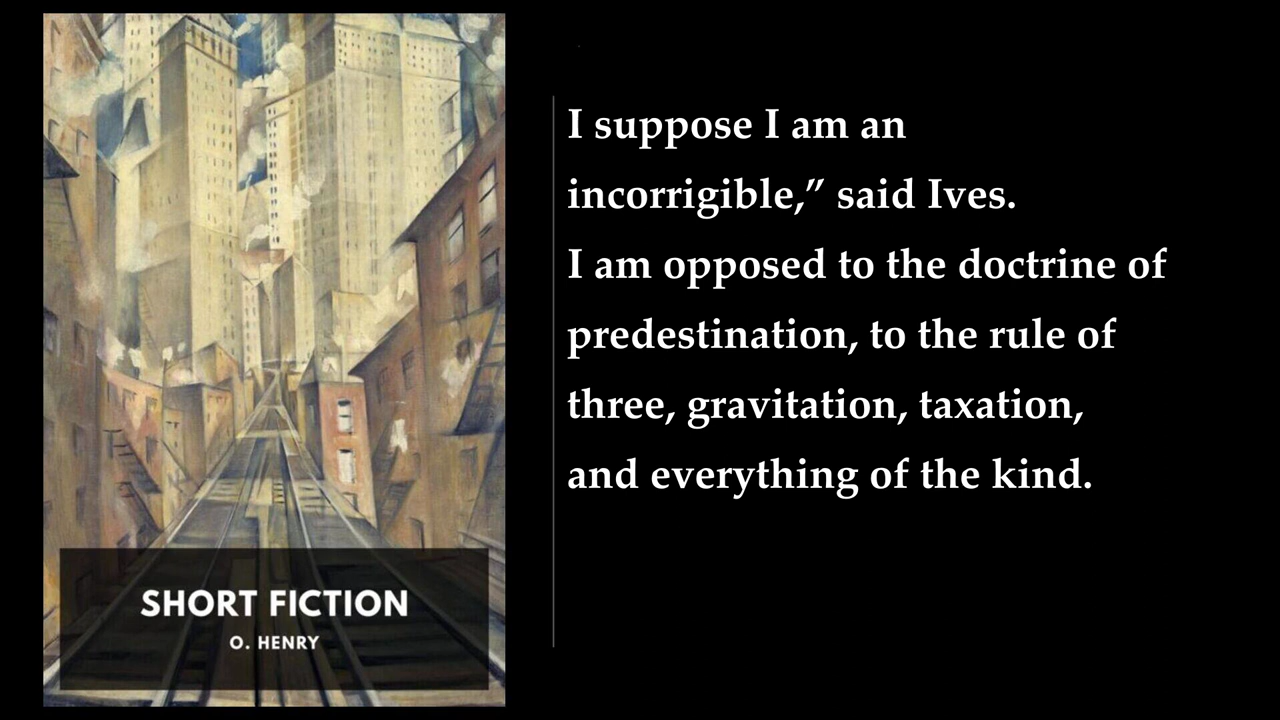 SHORT FICTION
O. HENRY
I suppose I am an
incorrigible,” said Ives.
I am opposed to the doctrine of
predestination, to the rule of
three, gravitation, taxation,
and everything of the kind.